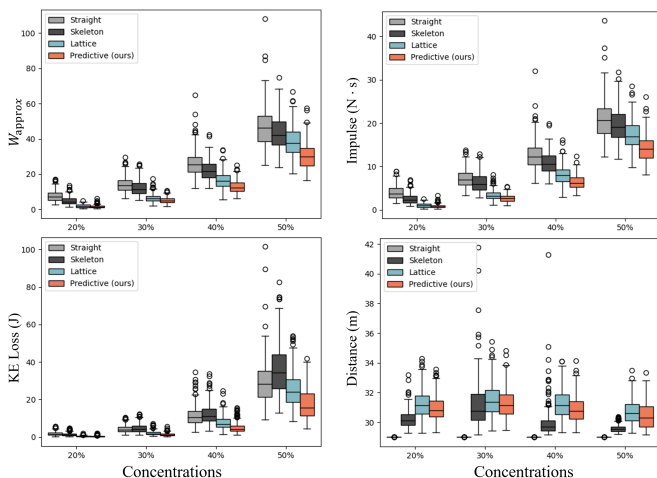 Straight
Skeleton
Lattice
Predictive (ours)
W_approx
100
80
60
40
20
0
20%
30%
40%
50%
Straight
Skeleton
Lattice
Predictive (ours)
Impulse (N · s)
40
30
20
10
0
20%
30%
40%
50%
Straight
Skeleton
Lattice
Predictive (ours)
KE Loss (J)
100
80
60
40
20
0
20%
30%
40%
50%
Concentrations
Straight
Skeleton
Lattice
Predictive (ours)
Distance (m)
42
40
38
36
34
32
30
20%
30%
40%
50%
Concentrations